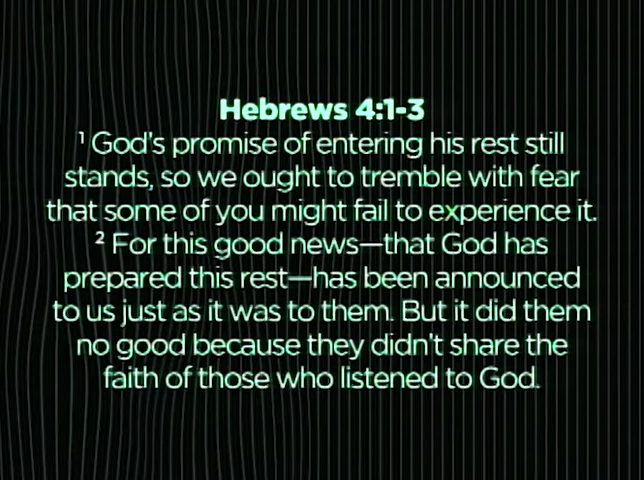 Hebrews 4:1-3
¹ God's promise of entering his rest still
stands, so we ought to tremble with fear
that some of you might fail to experience it.
² For this good news—that God has
prepared this rest—has been announced
to us just as it was to them. But it did them
no good because they didn't share the
faith of those who listened to God.